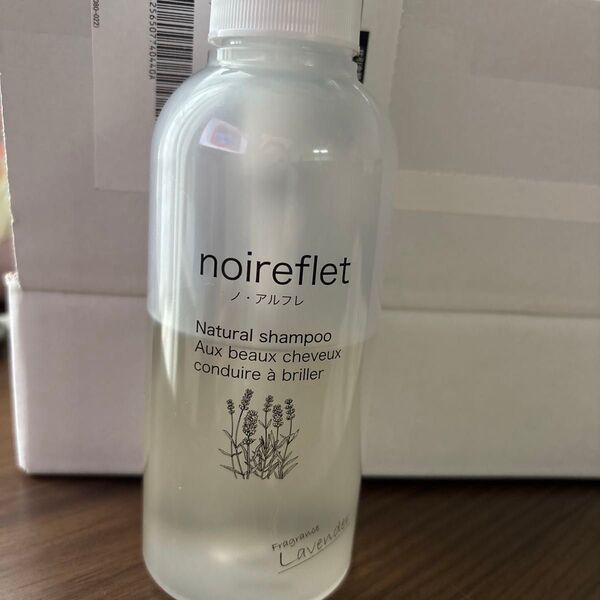 noireflet
ノ・アルフレ
Natural shampoo
Aux beaux cheveux
conduire à briller
Fragrance
Lavender